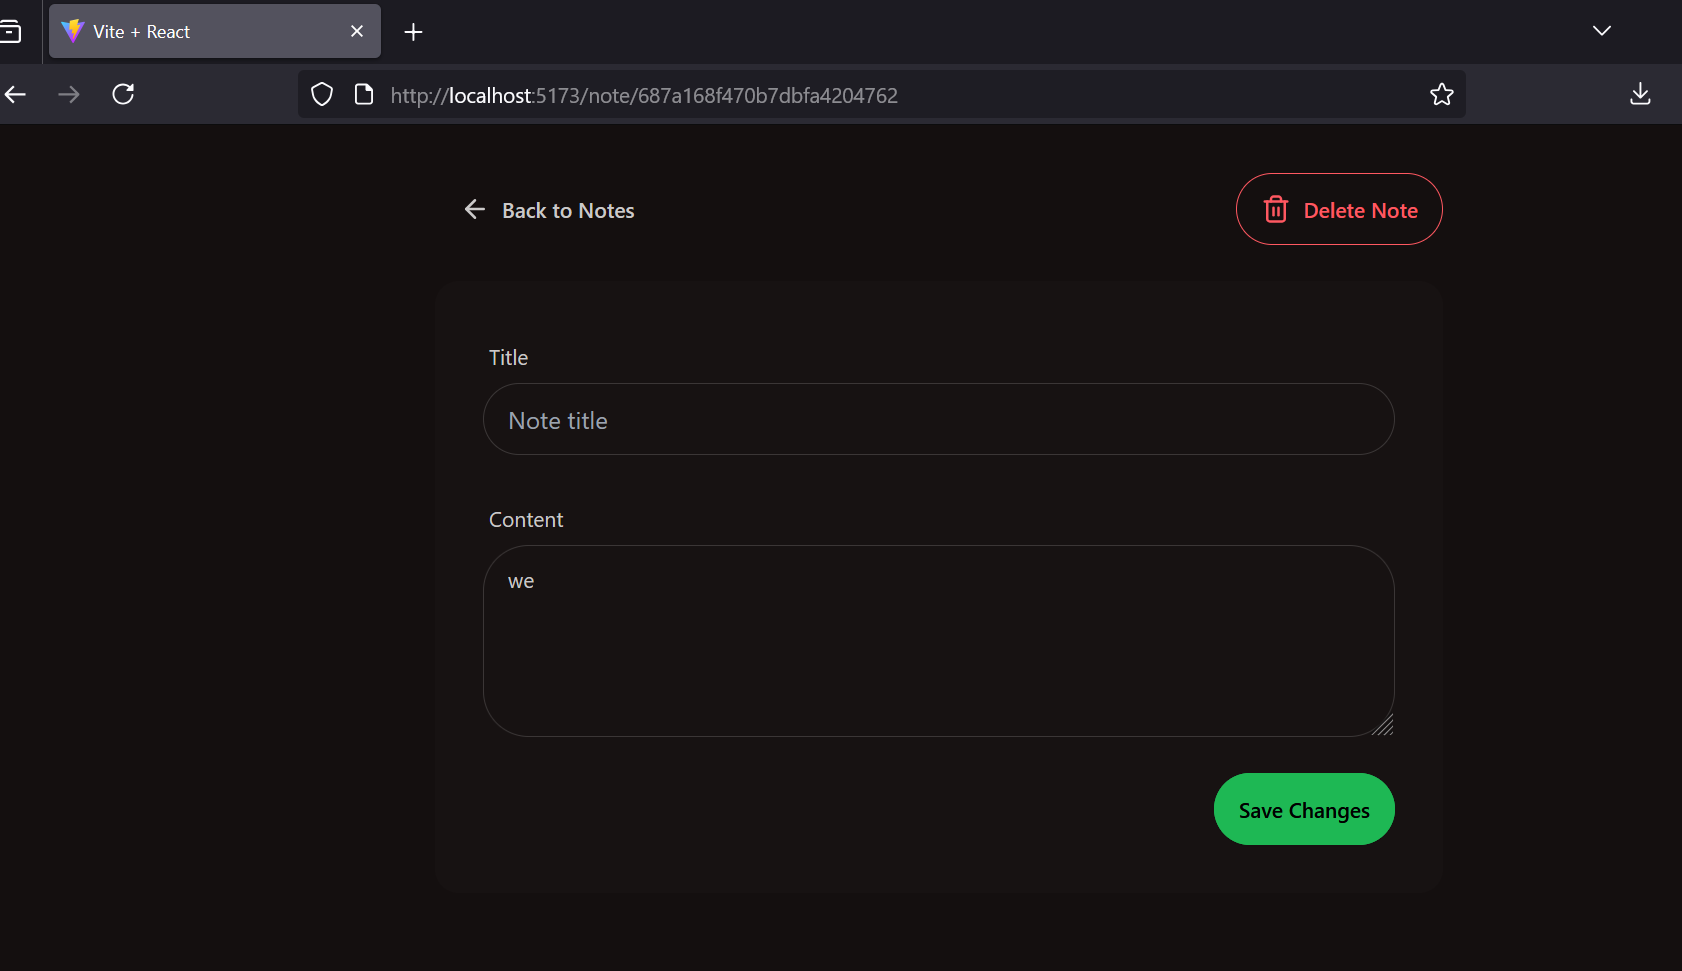 Vite + React
http://localhost:5173/note/687a168f470b7dbfa4204762
Back to Notes
Delete Note
Title
Note title
Content
we
Save Changes